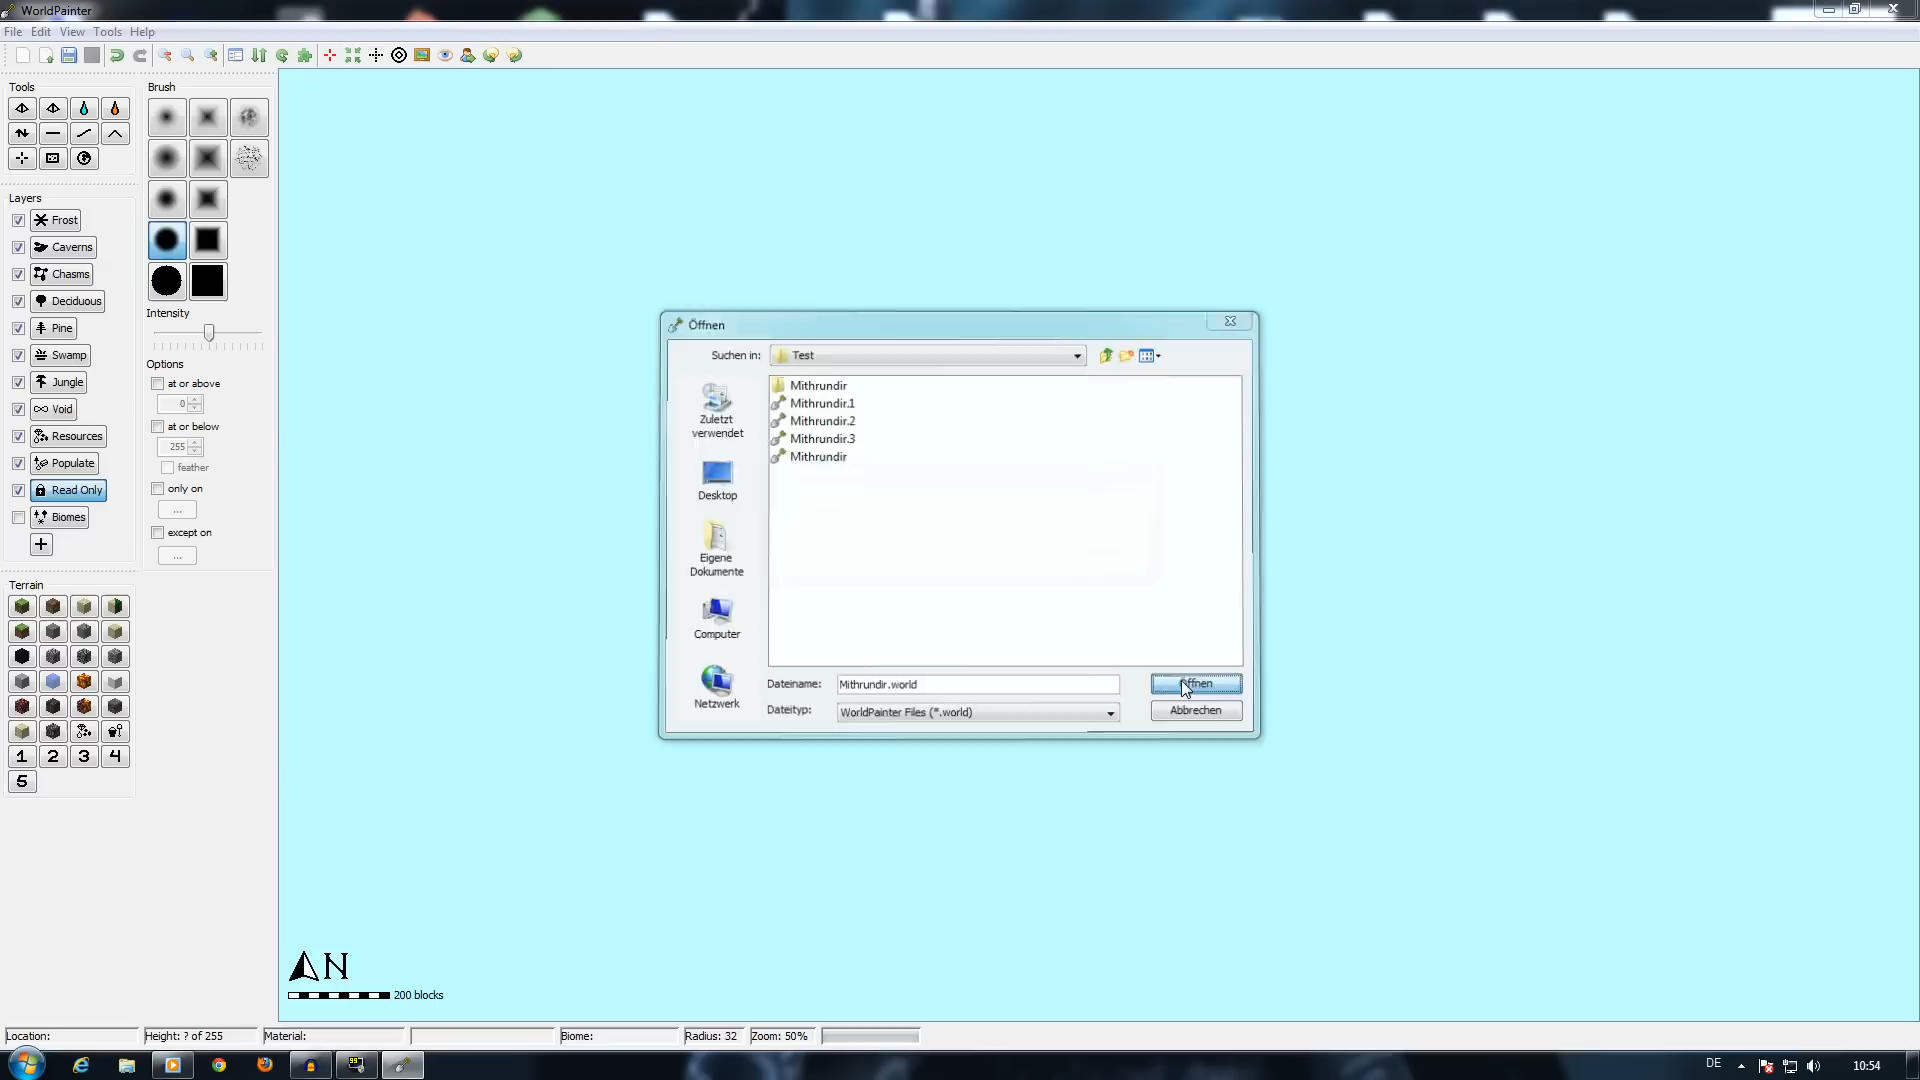 WorldPainter
File Edit View Tools Help
Tools
Brush
Layers
Frost
Caverns
Chasms
Deciduous
Pine
Swamp
Jungle
Void
Resources
Populate
Read Only
Biomes
+
Intensity
Options
at or above
0
at or below
255
feather
only on
...
except on
...
Terrain
1 2 3 4
5
Öffnen
Suchen in: Test
Zuletzt
verwendet
Desktop
Eigene
Dokumente
Computer
Netzwerk
Mithrundir
Mithrundir.1
Mithrundir.2
Mithrundir.3
Mithrundir
Dateiname: Mithrundir.world
Öffnen
Dateityp: WorldPainter Files (*.world)
Abbrechen
N
200 blocks
Location: Height: ? of 255 Material: Biome: Radius: 32 Zoom: 50%
DE 10:54